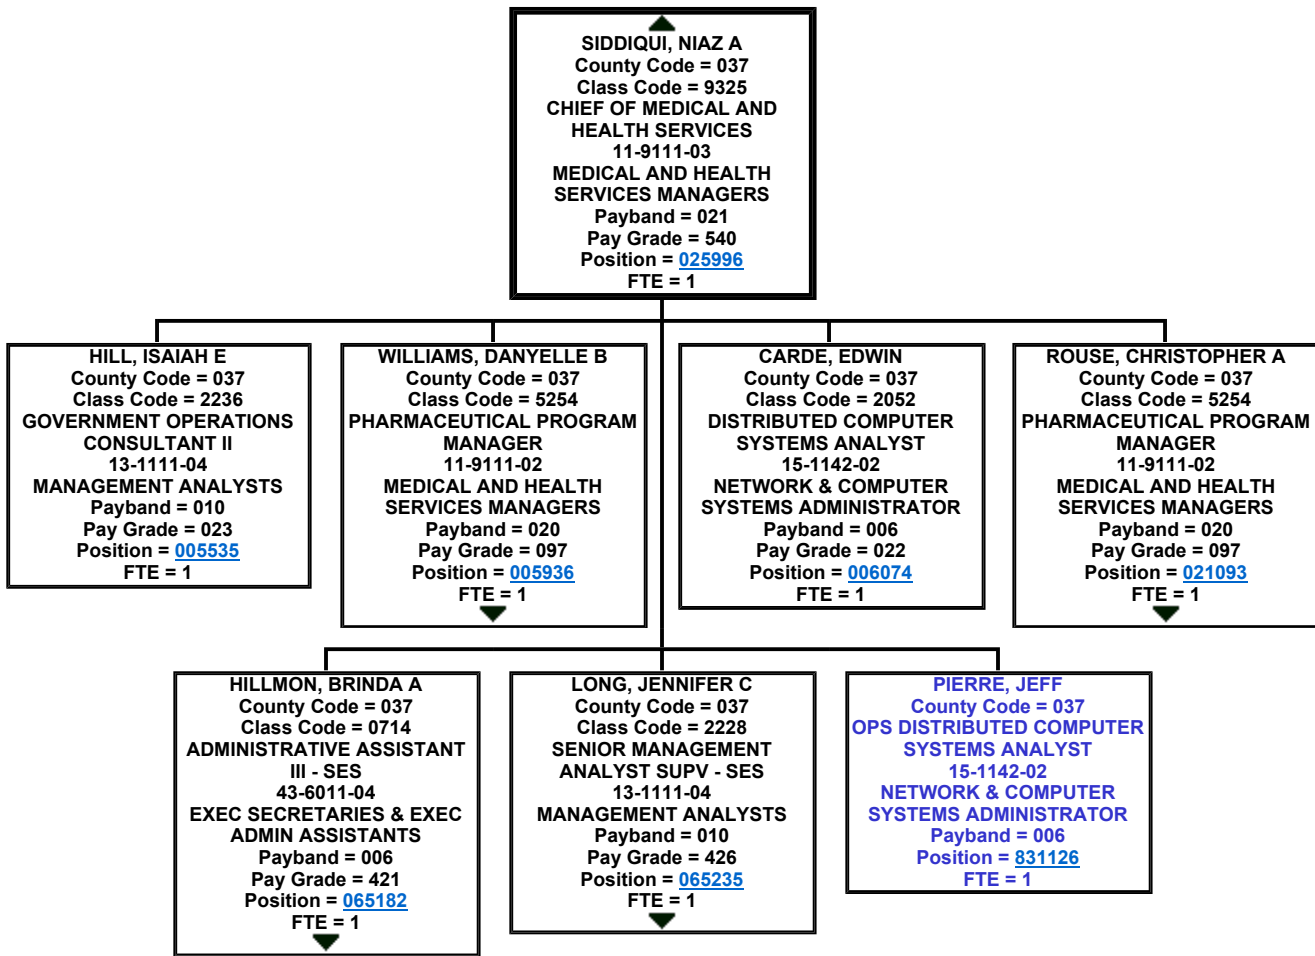 SIDDIQUI, NIAZ A
County Code = 037
Class Code = 9325
CHIEF OF MEDICAL AND
HEALTH SERVICES
11-9111-03
MEDICAL AND HEALTH
SERVICES MANAGERS
Payband = 021
Pay Grade = 540
Position = 025996
FTE = 1
HILL, ISAIAH E
County Code = 037
Class Code = 2236
GOVERNMENT OPERATIONS
CONSULTANT II
13-1111-04
MANAGEMENT ANALYSTS
Payband = 010
Pay Grade = 023
Position = 005535
FTE = 1
WILLIAMS, DANYELLE B
County Code = 037
Class Code = 5254
PHARMACEUTICAL PROGRAM
MANAGER
11-9111-02
MEDICAL AND HEALTH
SERVICES MANAGERS
Payband = 020
Pay Grade = 097
Position = 005936
FTE = 1
CARDE, EDWIN
County Code = 037
Class Code = 2052
DISTRIBUTED COMPUTER
SYSTEMS ANALYST
15-1142-02
NETWORK & COMPUTER
SYSTEMS ADMINISTRATOR
Payband = 006
Pay Grade = 022
Position = 006074
FTE = 1
ROUSE, CHRISTOPHER A
County Code = 037
Class Code = 5254
PHARMACEUTICAL PROGRAM
MANAGER
11-9111-02
MEDICAL AND HEALTH
SERVICES MANAGERS
Payband = 020
Pay Grade = 097
Position = 021093
FTE = 1
HILLMON, BRINDA A
County Code = 037
Class Code = 0714
ADMINISTRATIVE ASSISTANT
III - SES
43-6011-04
EXEC SECRETARIES & EXEC
ADMIN ASSISTANTS
Payband = 006
Pay Grade = 421
Position = 065182
FTE = 1
LONG, JENNIFER C
County Code = 037
Class Code = 2228
SENIOR MANAGEMENT
ANALYST SUPV - SES
13-1111-04
MANAGEMENT ANALYSTS
Payband = 010
Pay Grade = 426
Position = 065235
FTE = 1
PIERRE, JEFF
County Code = 037
OPS DISTRIBUTED COMPUTER
SYSTEMS ANALYST
15-1142-02
NETWORK & COMPUTER
SYSTEMS ADMINISTRATOR
Payband = 006
Position = 831126
FTE = 1